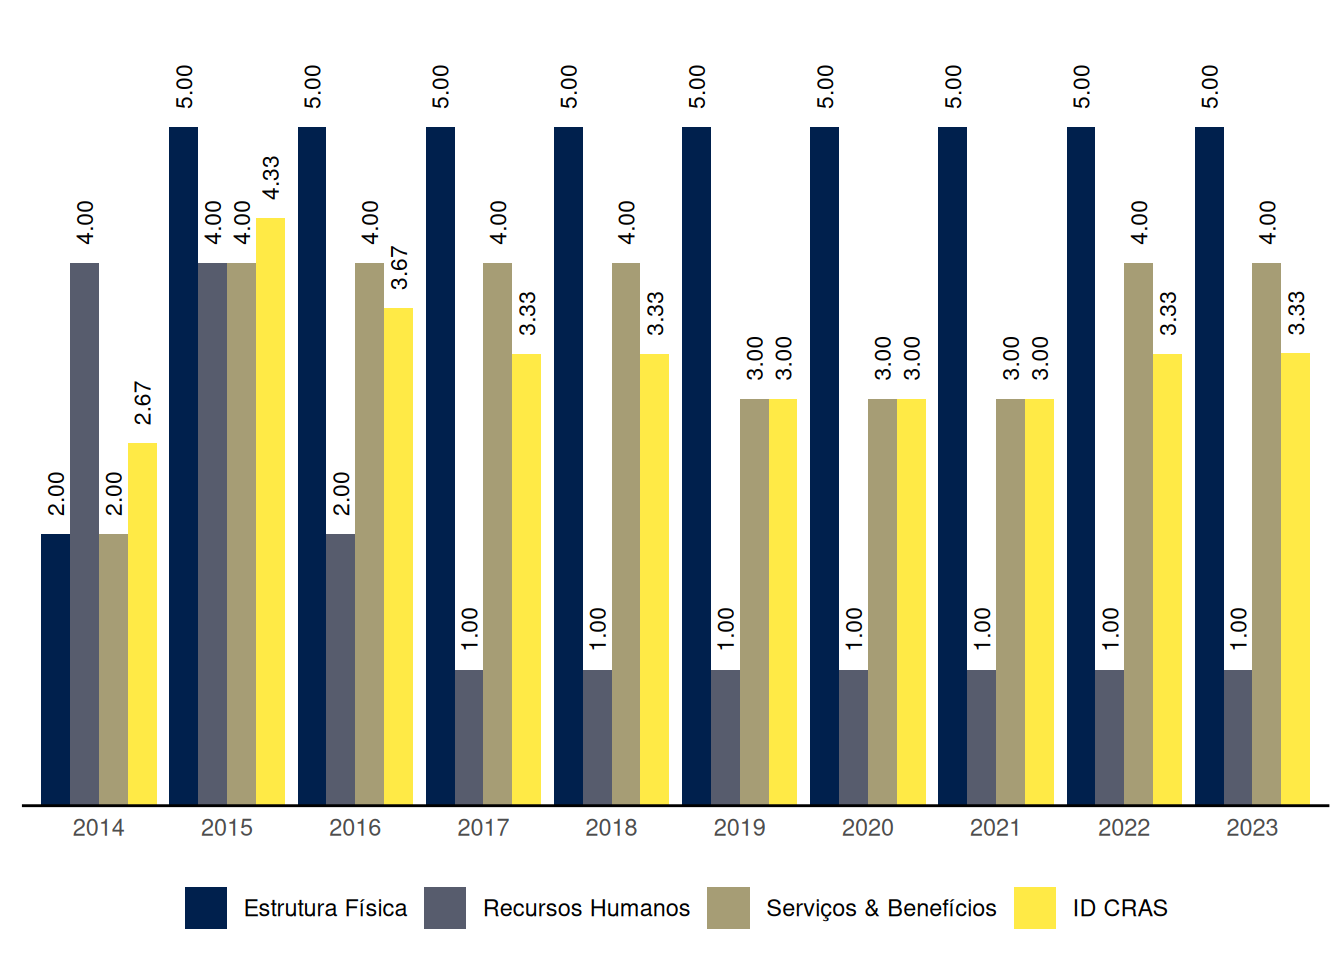 5.00 5.00 5.00 5.00 5.00 5.00 5.00 5.00 5.00
4.33
4.00 4.00 4.00 4.00 4.00 4.00 4.00 4.00
3.67
3.33 3.33 3.33 3.33
3.00 3.00 3.00 3.00 3.00 3.00
2.67
2.00 2.00 2.00
1.00 1.00 1.00 1.00 1.00 1.00 1.00
2014 2015 2016 2017 2018 2019 2020 2021 2022 2023
Estrutura Física Recursos Humanos Serviços & Benefícios ID CRAS